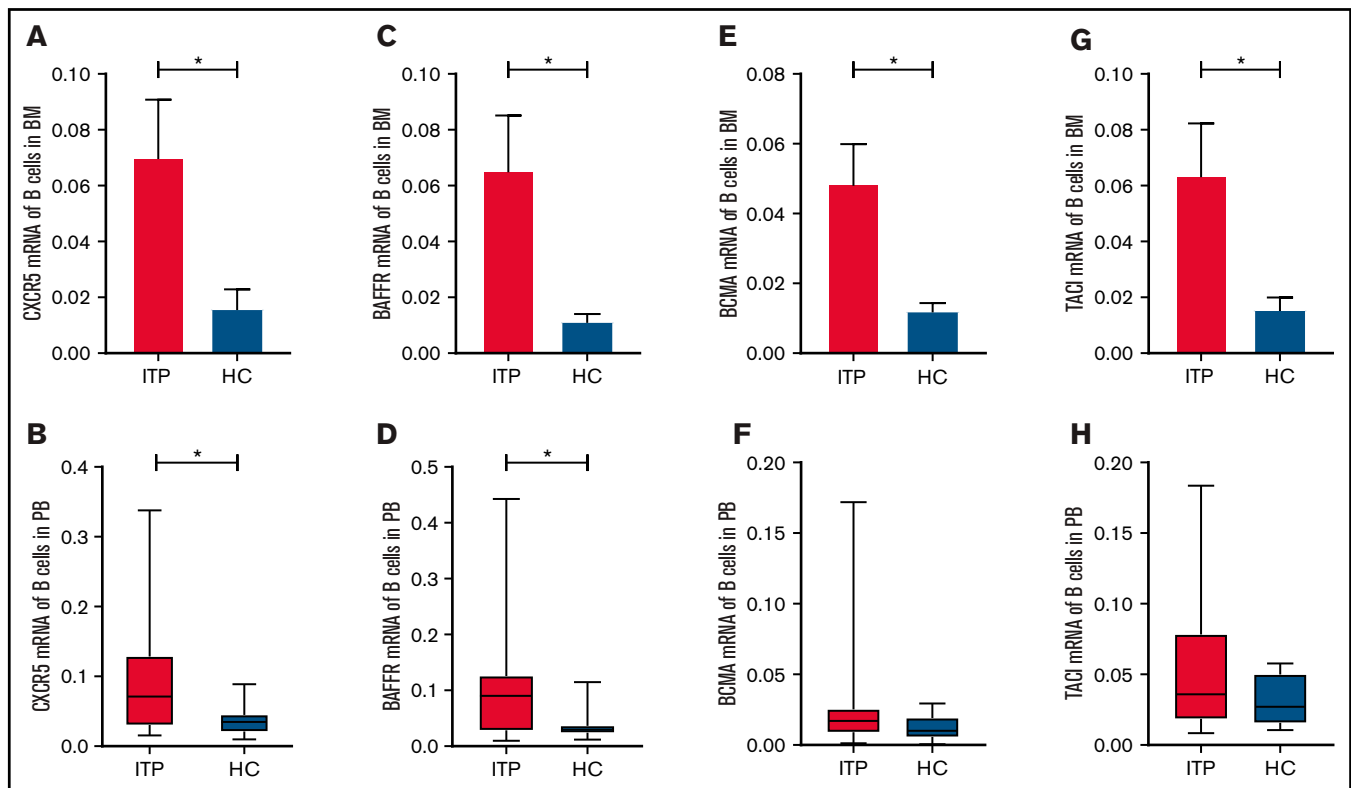 A
CXCR5 mRNA of B cells in BM
0.10
0.08
0.06
0.04
0.02
0.00
*
ITP HC
C
BAFFR mRNA of B cells in BM
0.10
0.08
0.06
0.04
0.02
0.00
*
ITP HC
E
BCMA mRNA of B cells in BM
0.08
0.06
0.04
0.02
0.00
*
ITP HC
G
TACI mRNA of B cells in BM
0.10
0.08
0.06
0.04
0.02
0.00
*
ITP HC
B
CXCR5 mRNA of B cells in PB
0.4
0.3
0.2
0.1
0.0
*
ITP HC
D
BAFFR mRNA of B cells in PB
0.5
0.4
0.3
0.2
0.1
0.0
*
ITP HC
F
BCMA mRNA of B cells in PB
0.20
0.15
0.10
0.05
0.00
ITP HC
H
TACI mRNA of B cells in PB
0.20
0.15
0.10
0.05
0.00
ITP HC